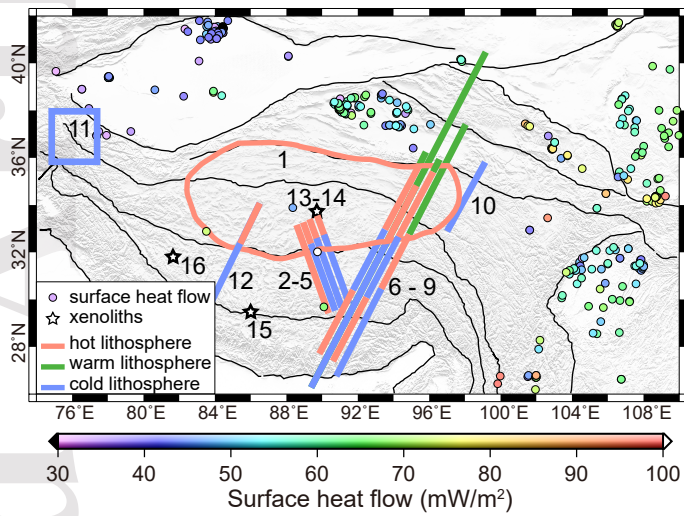 40°N
36°N
32°N
28°N
11
1
13-14
10
16
12
2-5
6 - 9
15
surface heat flow
xenoliths
hot lithosphere
warm lithosphere
cold lithosphere
76°E 80°E 84°E 88°E 92°E 96°E 100°E 104°E 108°E
30 40 50 60 70 80 90 100
Surface heat flow (mW/m²)